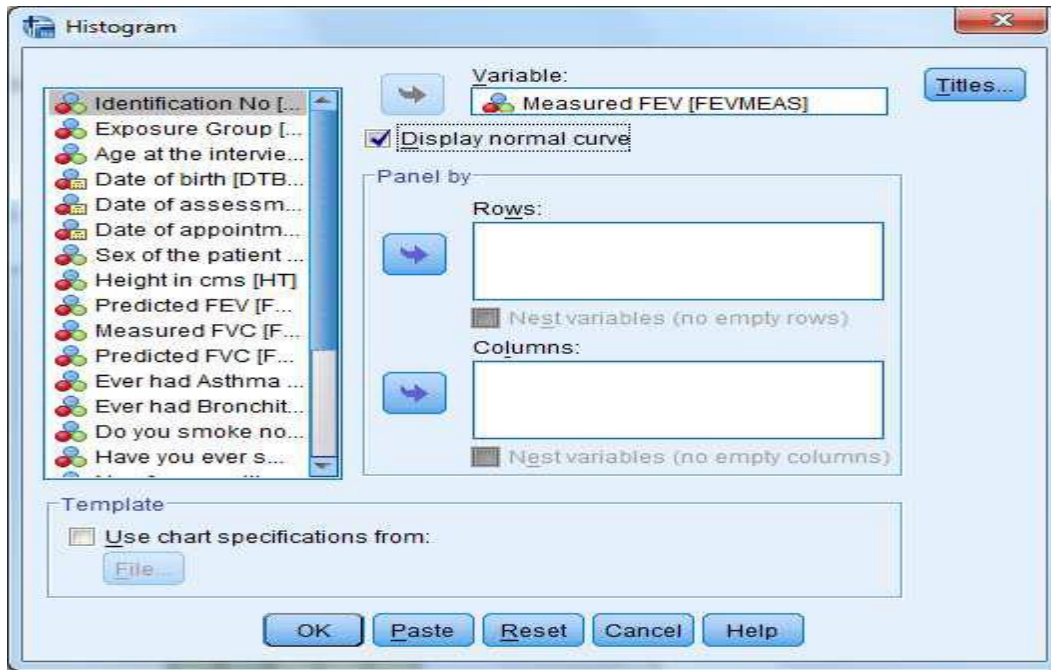 Histogram
Variable:
Titles...
Measured FEV [FEVMEAS]
Display normal curve
Identification No [...
Exposure Group [...
Age at the intervie...
Date of birth [DTB...
Date of assessm...
Date of appointm...
Sex of the patient ...
Height in cms [HT]
Predicted FEV [F...
Measured FVC [F...
Predicted FVC [F...
Ever had Asthma ...
Ever had Bronchit...
Do you smoke no...
Have you ever s...
Panel by
Rows:
Nest variables (no empty rows)
Columns:
Nest variables (no empty columns)
Template
Use chart specifications from:
File...
OK Paste Reset Cancel Help